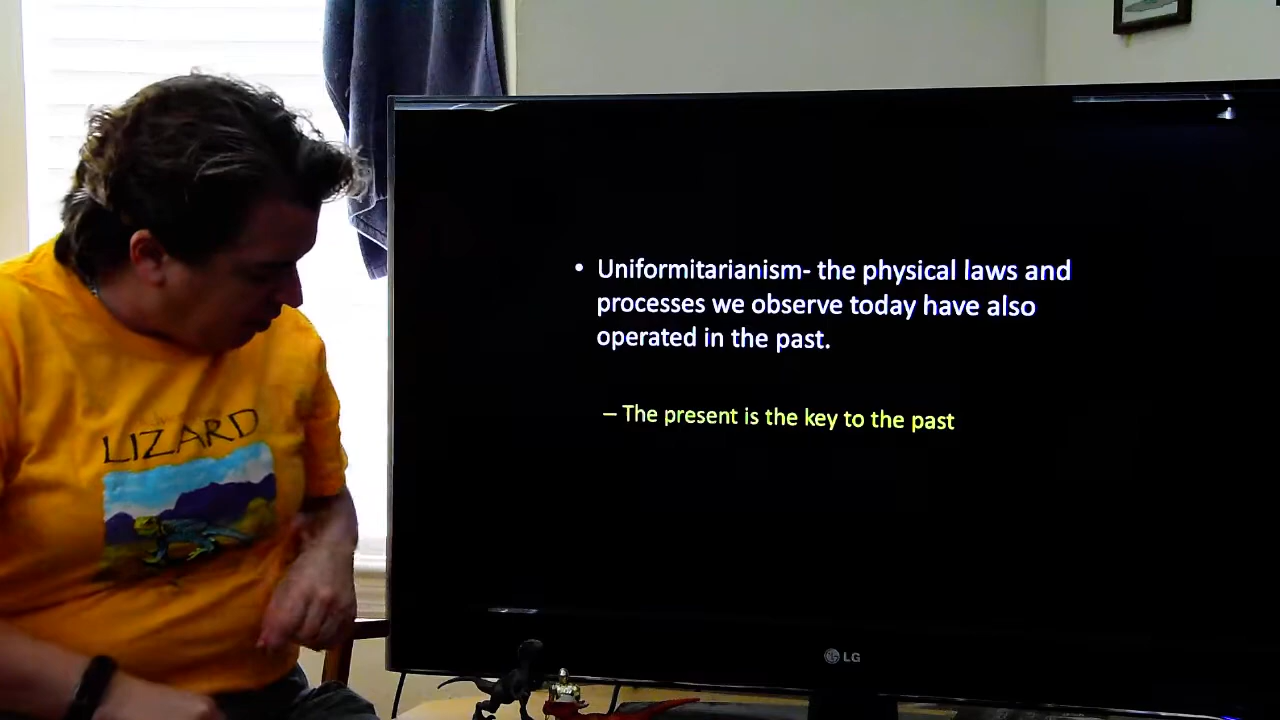 • Uniformitarianism- the physical laws and
processes we observe today have also
operated in the past.
– The present is the key to the past
LIZARD
LG